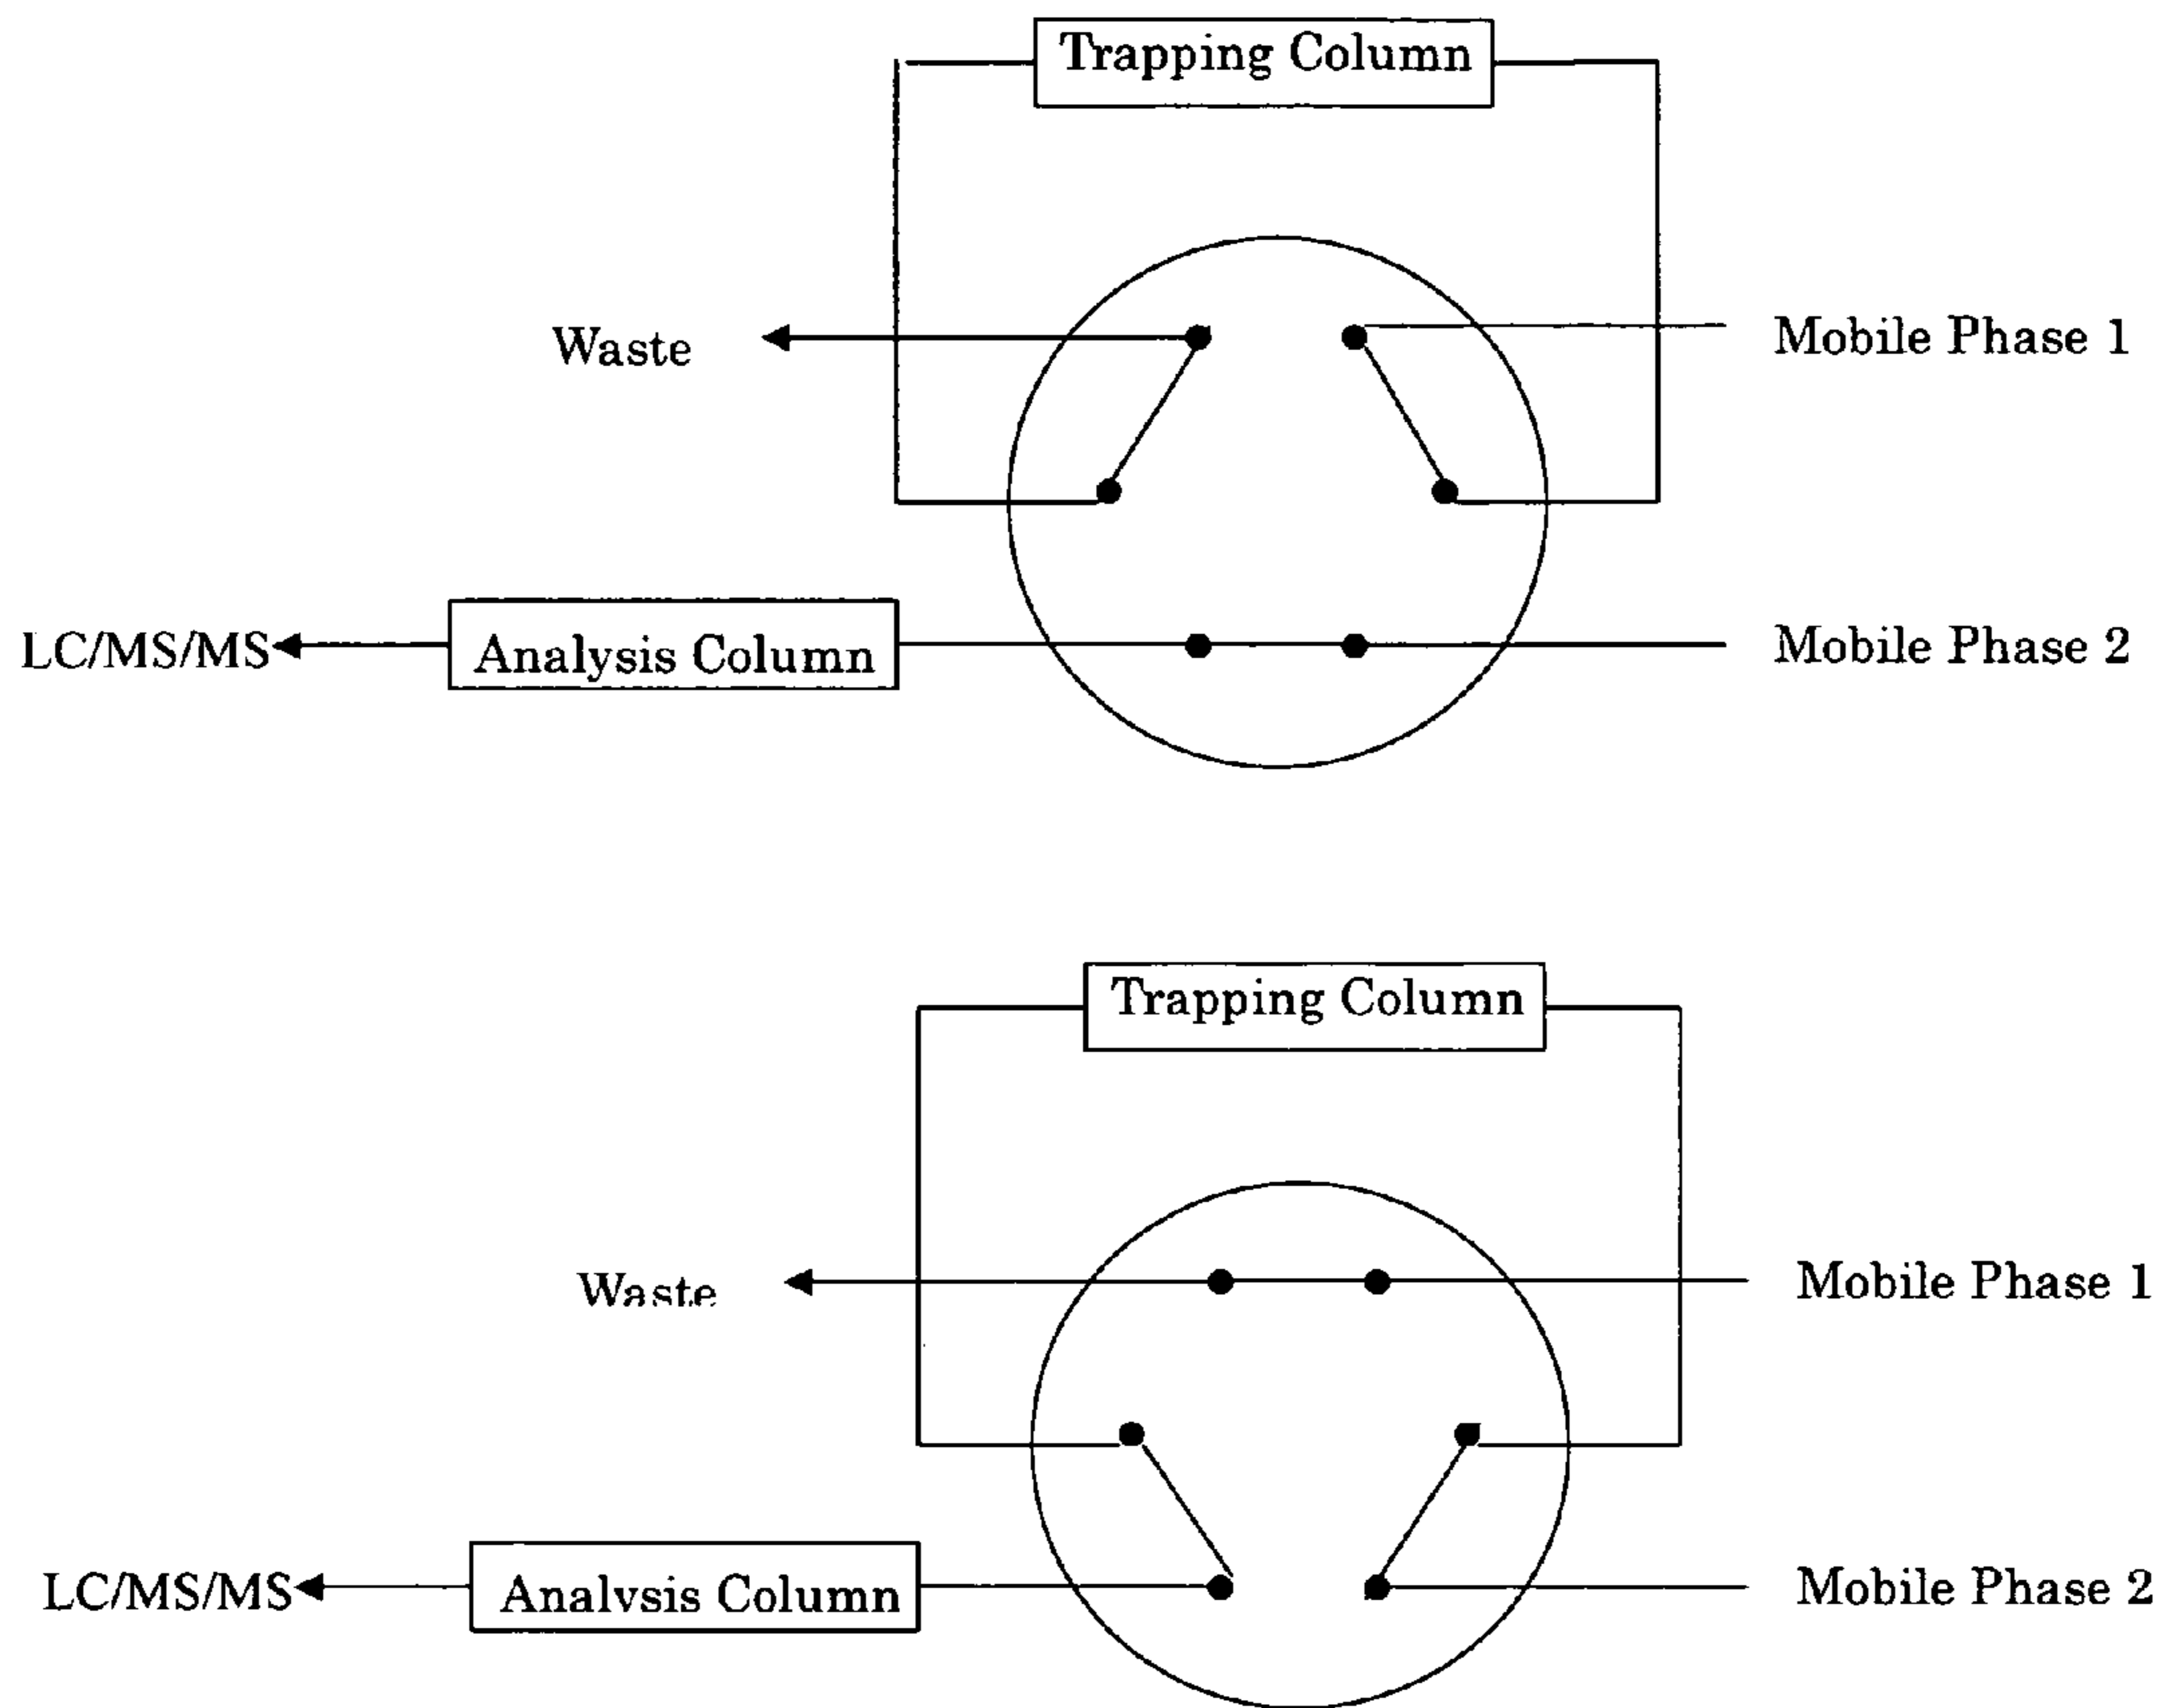 Trapping Column
Waste
Mobile Phase 1
LC/MS/MS
Analysis Column
Mobile Phase 2
Trapping Column
Waste
Mobile Phase 1
LC/MS/MS
Analysis Column
Mobile Phase 2